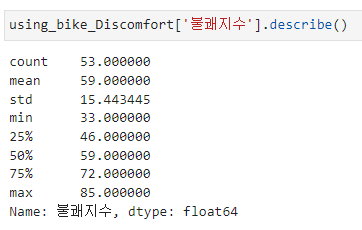 using_bike_Discomfort['불쾌지수'].describe()
count    53.000000
mean     59.000000
std      15.443445
min      33.000000
25%      46.000000
50%      59.000000
75%      72.000000
max      85.000000
Name: 불쾌지수, dtype: float64